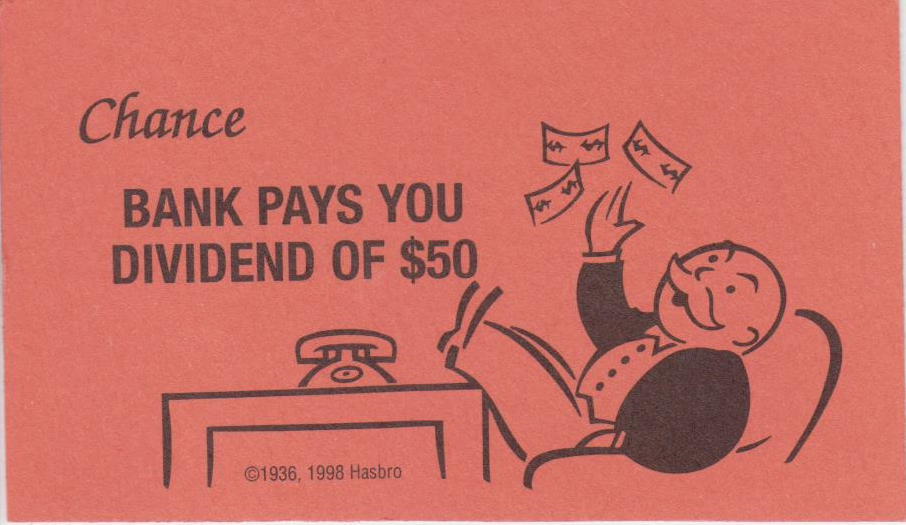 Chance
BANK PAYS YOU
DIVIDEND OF $50
$ $
$ $
$ $
©1936, 1998 Hasbro